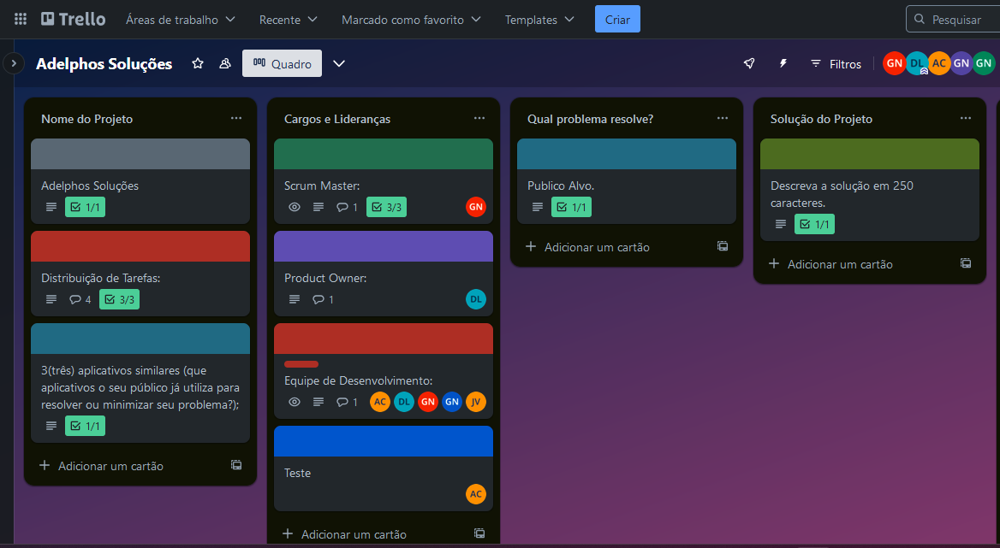 Trello Áreas de trabalho Recente Marcado como favorito Templates Criar Pesquisar
Adelphos Soluções Quadro Filtros GN DL AC GN GN
Nome do Projeto
Adelphos Soluções
1/1
Distribuição de Tarefas:
4 3/3
3(três) aplicativos similares (que
aplicativos o seu público já utiliza para
resolver ou minimizar seu problema?);
1/1
Adicionar um cartão
Cargos e Lideranças
Scrum Master:
1 3/3 GN
Product Owner:
1 DL
Equipe de Desenvolvimento:
1 AC DL GN GN JV
Teste
AC
Adicionar um cartão
Qual problema resolve?
Publico Alvo.
1/1
Adicionar um cartão
Solução do Projeto
Descreva a solução em 250
caracteres.
1/1
Adicionar um cartão